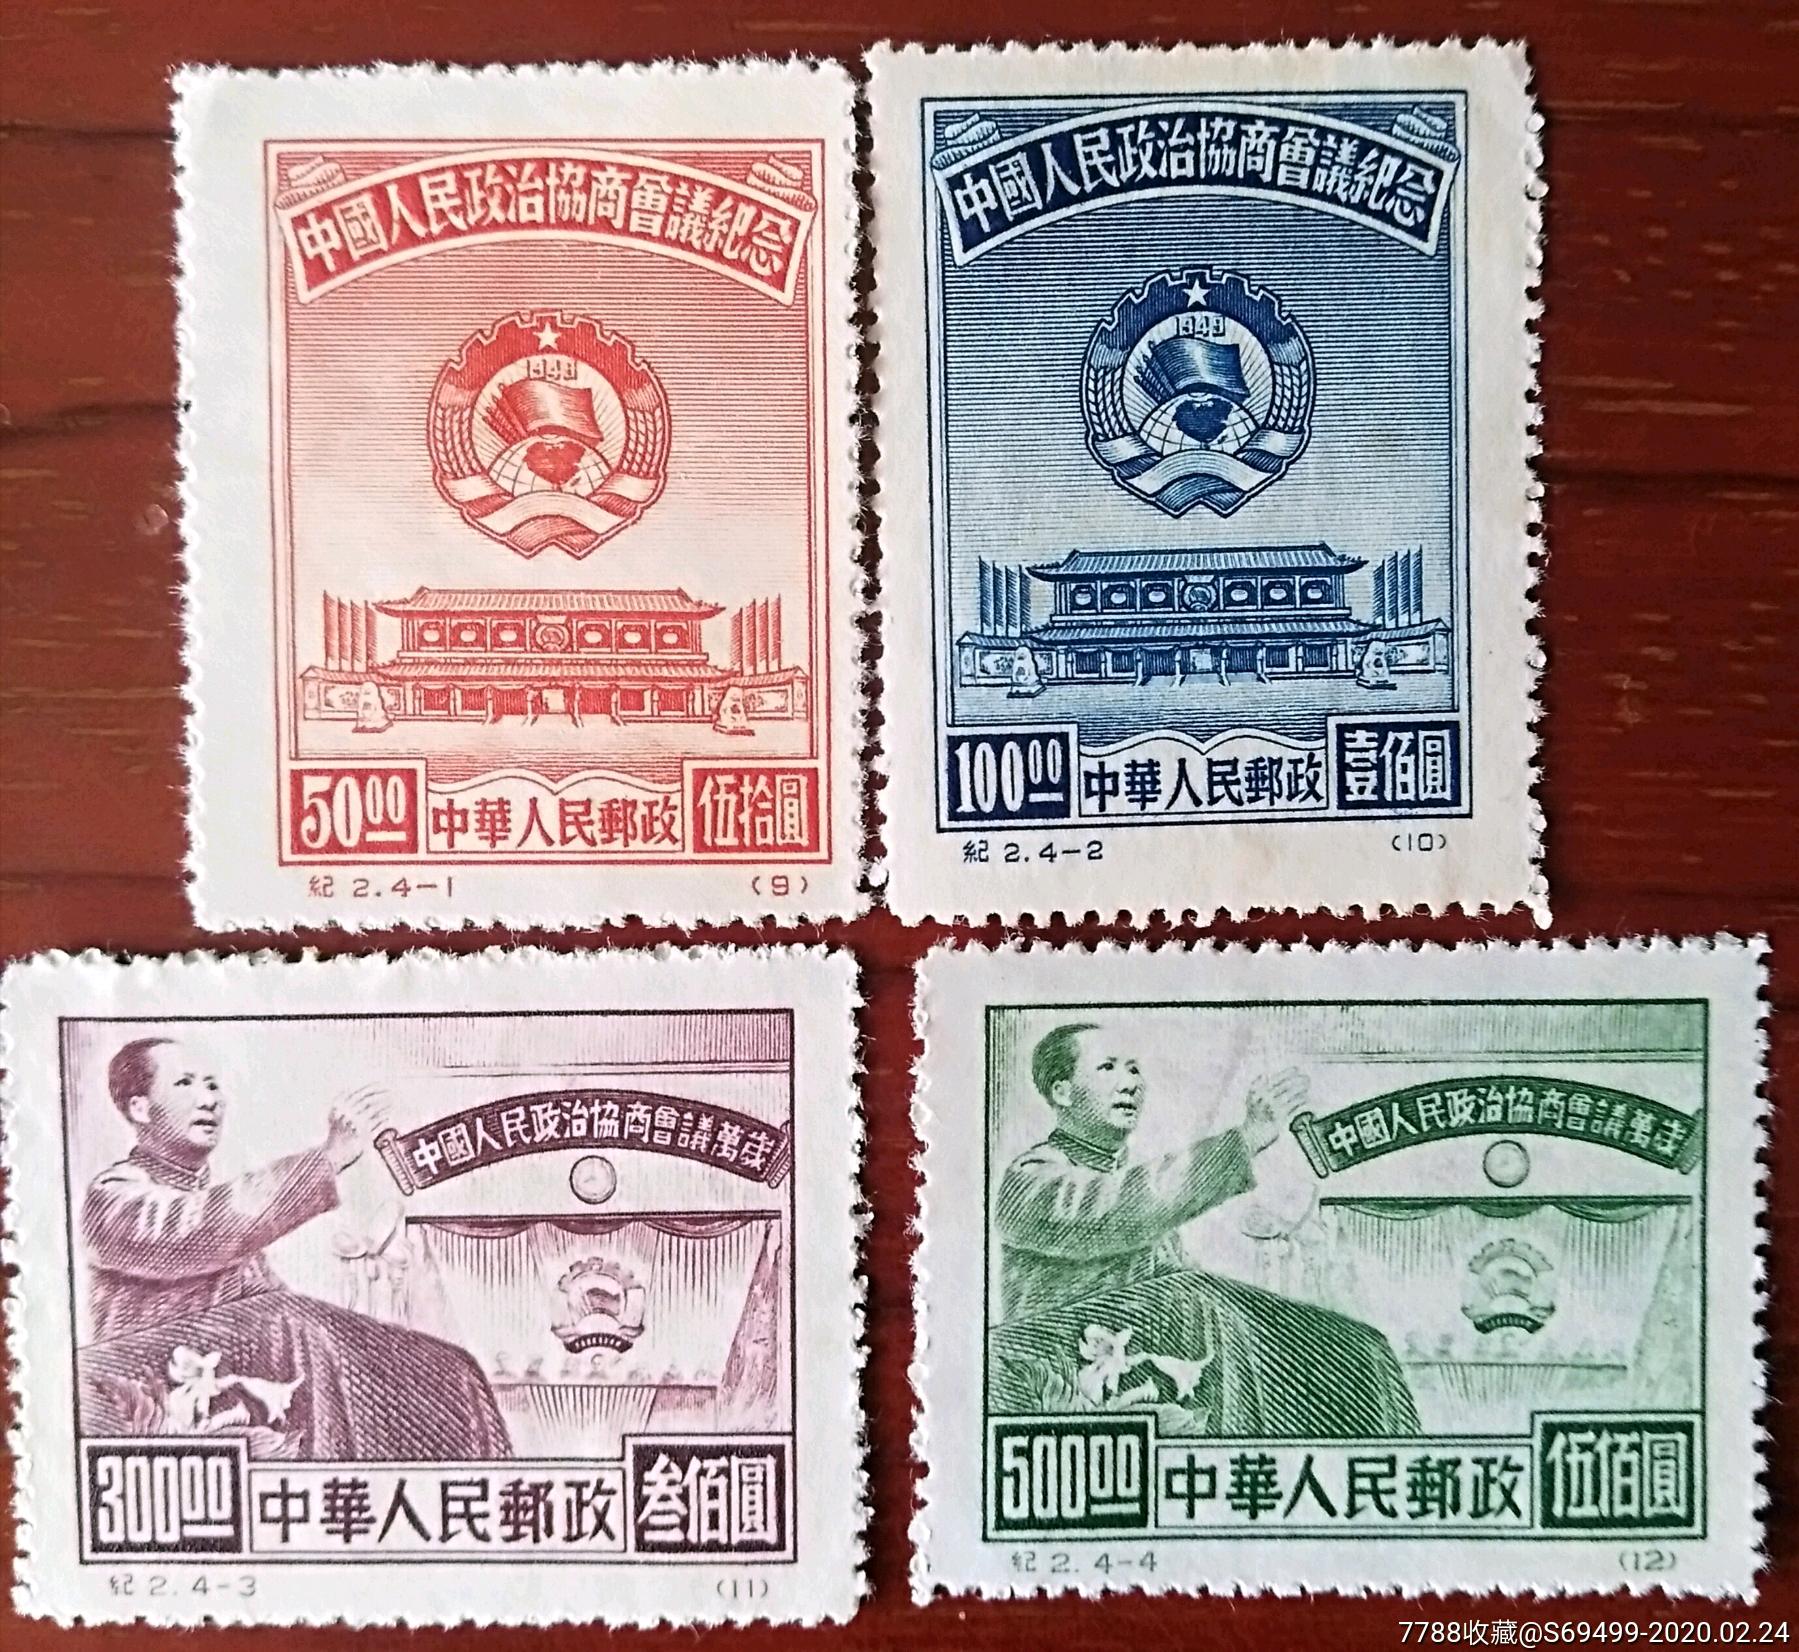 中國人民政治協商會議紀念
1949
50 00
中華人民郵政
伍拾圓
紀 2. 4-1
(9)
中國人民政治協商會議紀念
1949
100 00
中華人民郵政
壹佰圓
紀 2. 4-2
(10)
中國人民政治協商會議萬歲
300 00
中華人民郵政
叁佰圓
紀 2. 4-3
(11)
中國人民政治協商會議萬歲
500 00
中華人民郵政
伍佰圓
紀 2. 4-4
(12)
7788收藏@S69499-2020.02.24